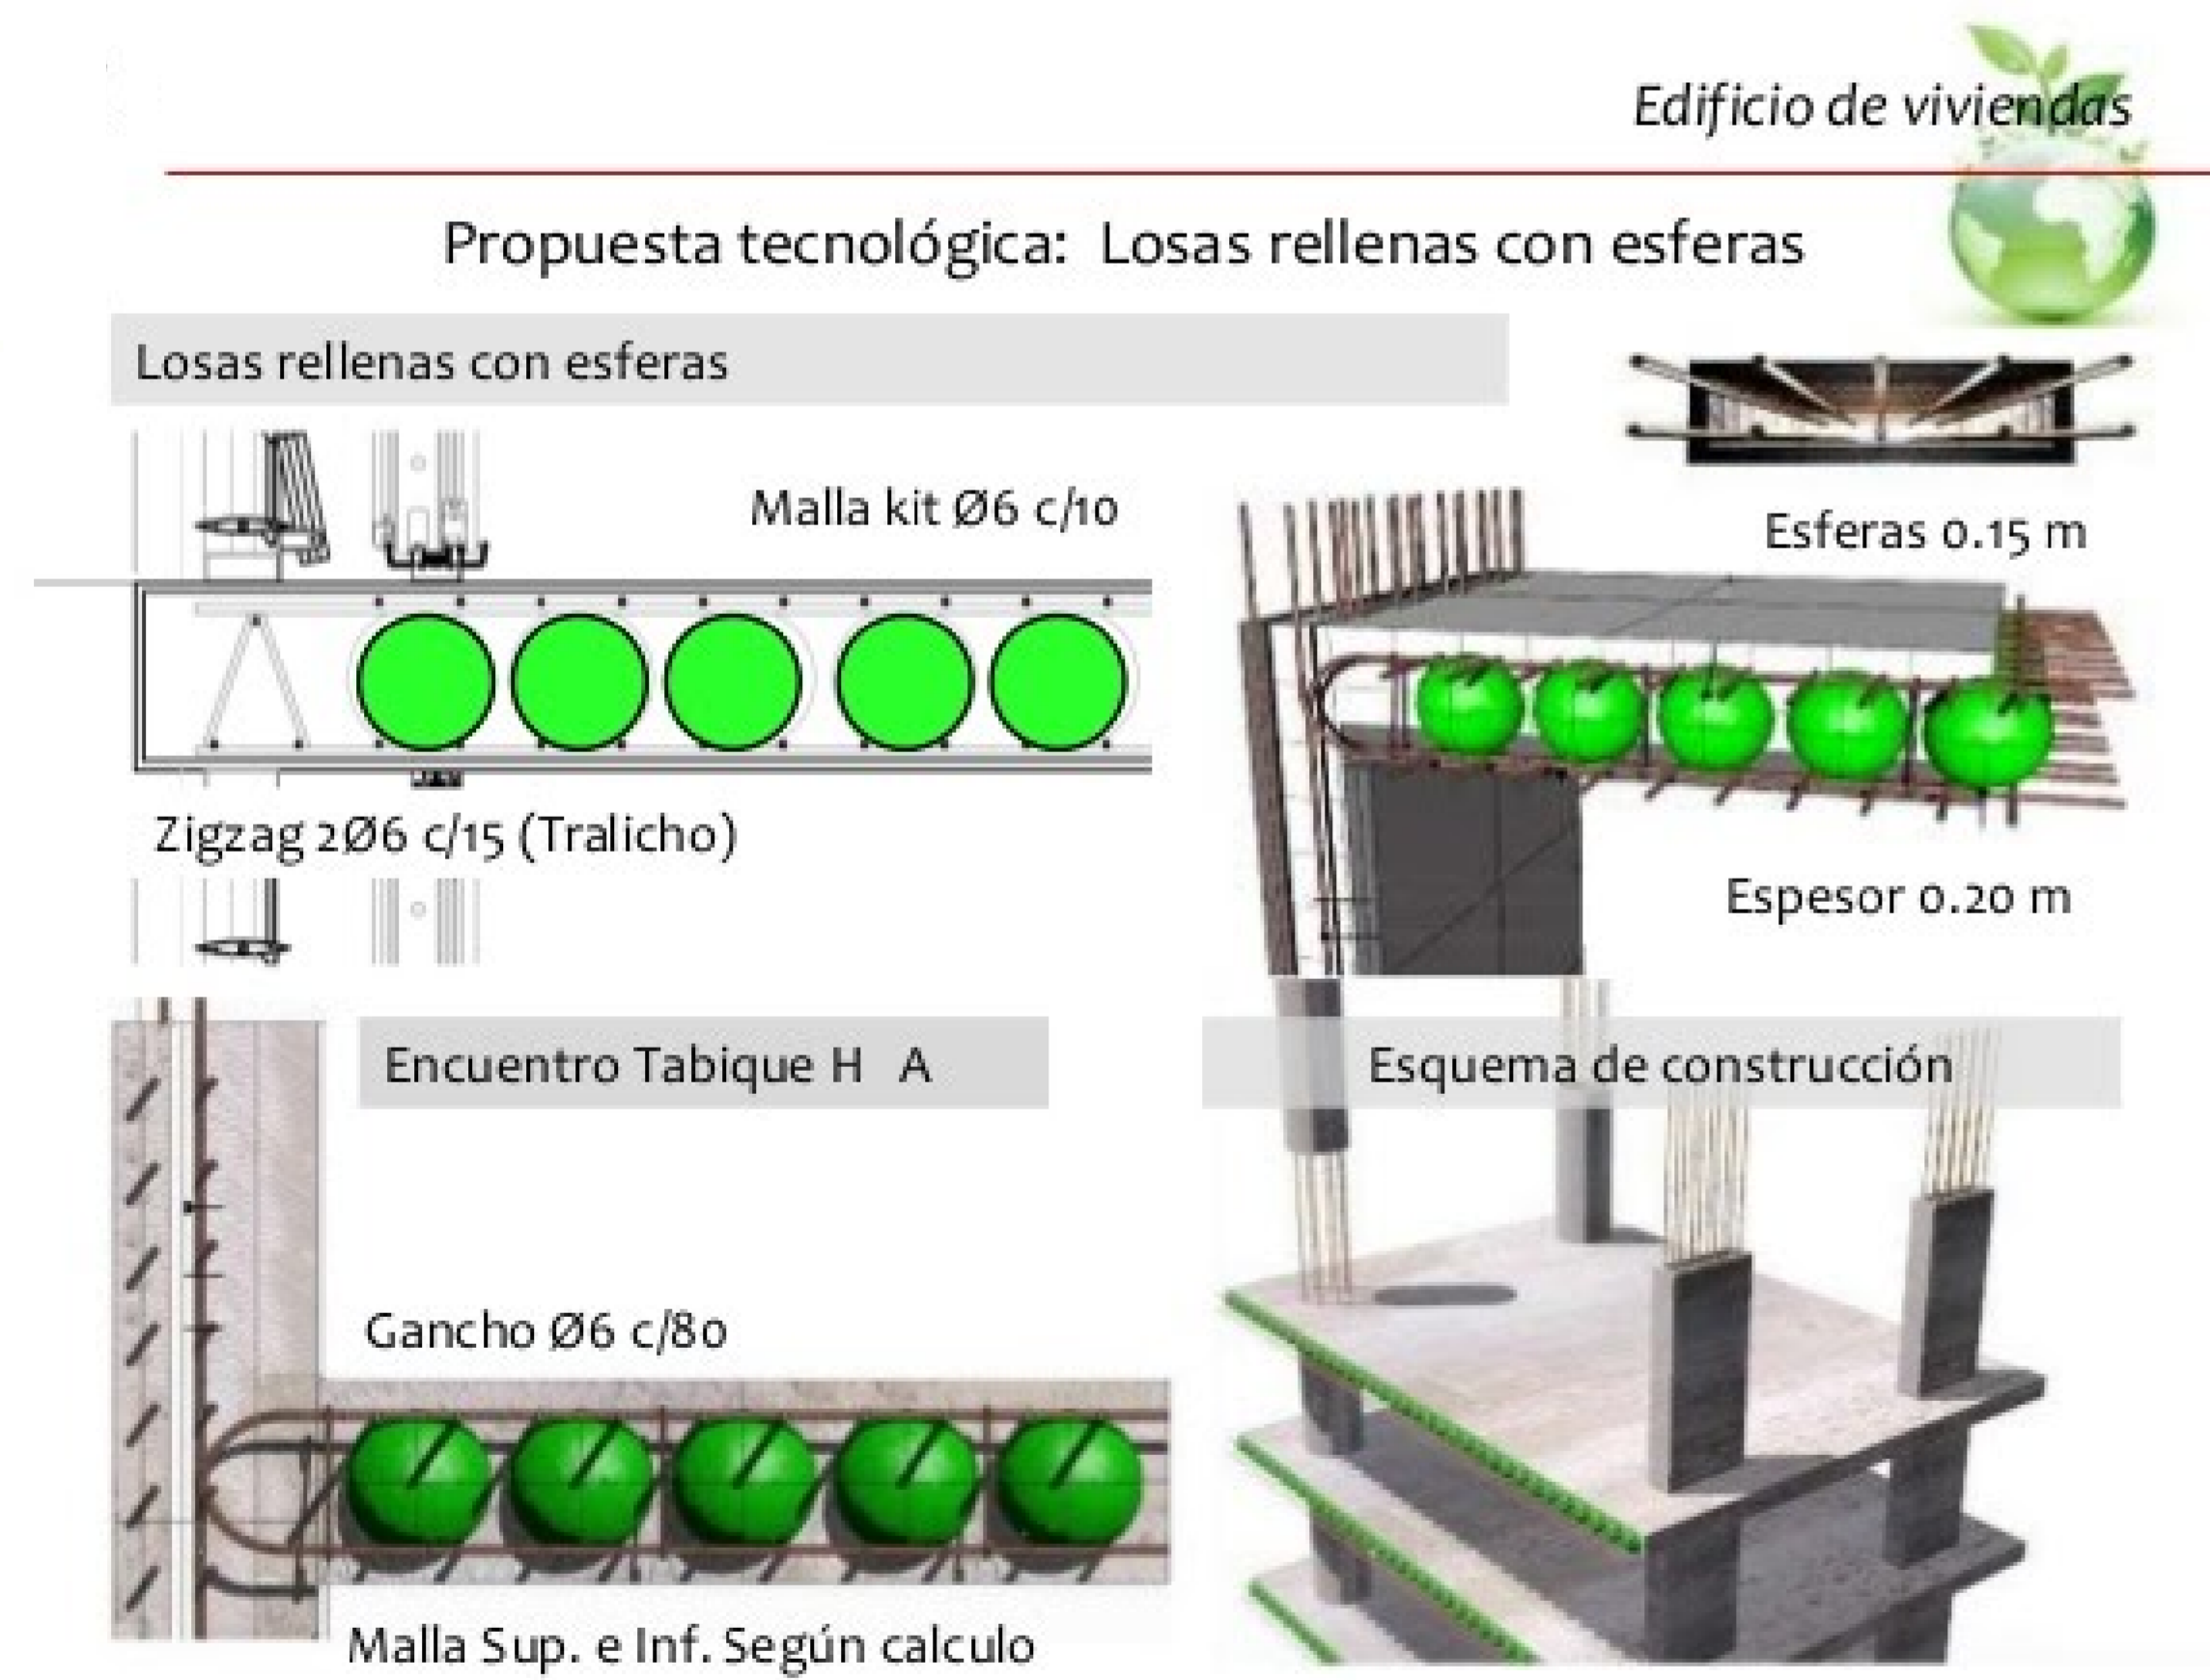 Edificio de viviendas
Propuesta tecnológica: Losas rellenas con esferas
Losas rellenas con esferas
Malla kit Ø6 c/10
Esferas 0.15 m
Zigzag 2Ø6 c/15 (Tralicho)
Espesor 0.20 m
Encuentro Tabique H A
Esquema de construcción
Gancho Ø6 c/80
Malla Sup. e Inf. Según calculo